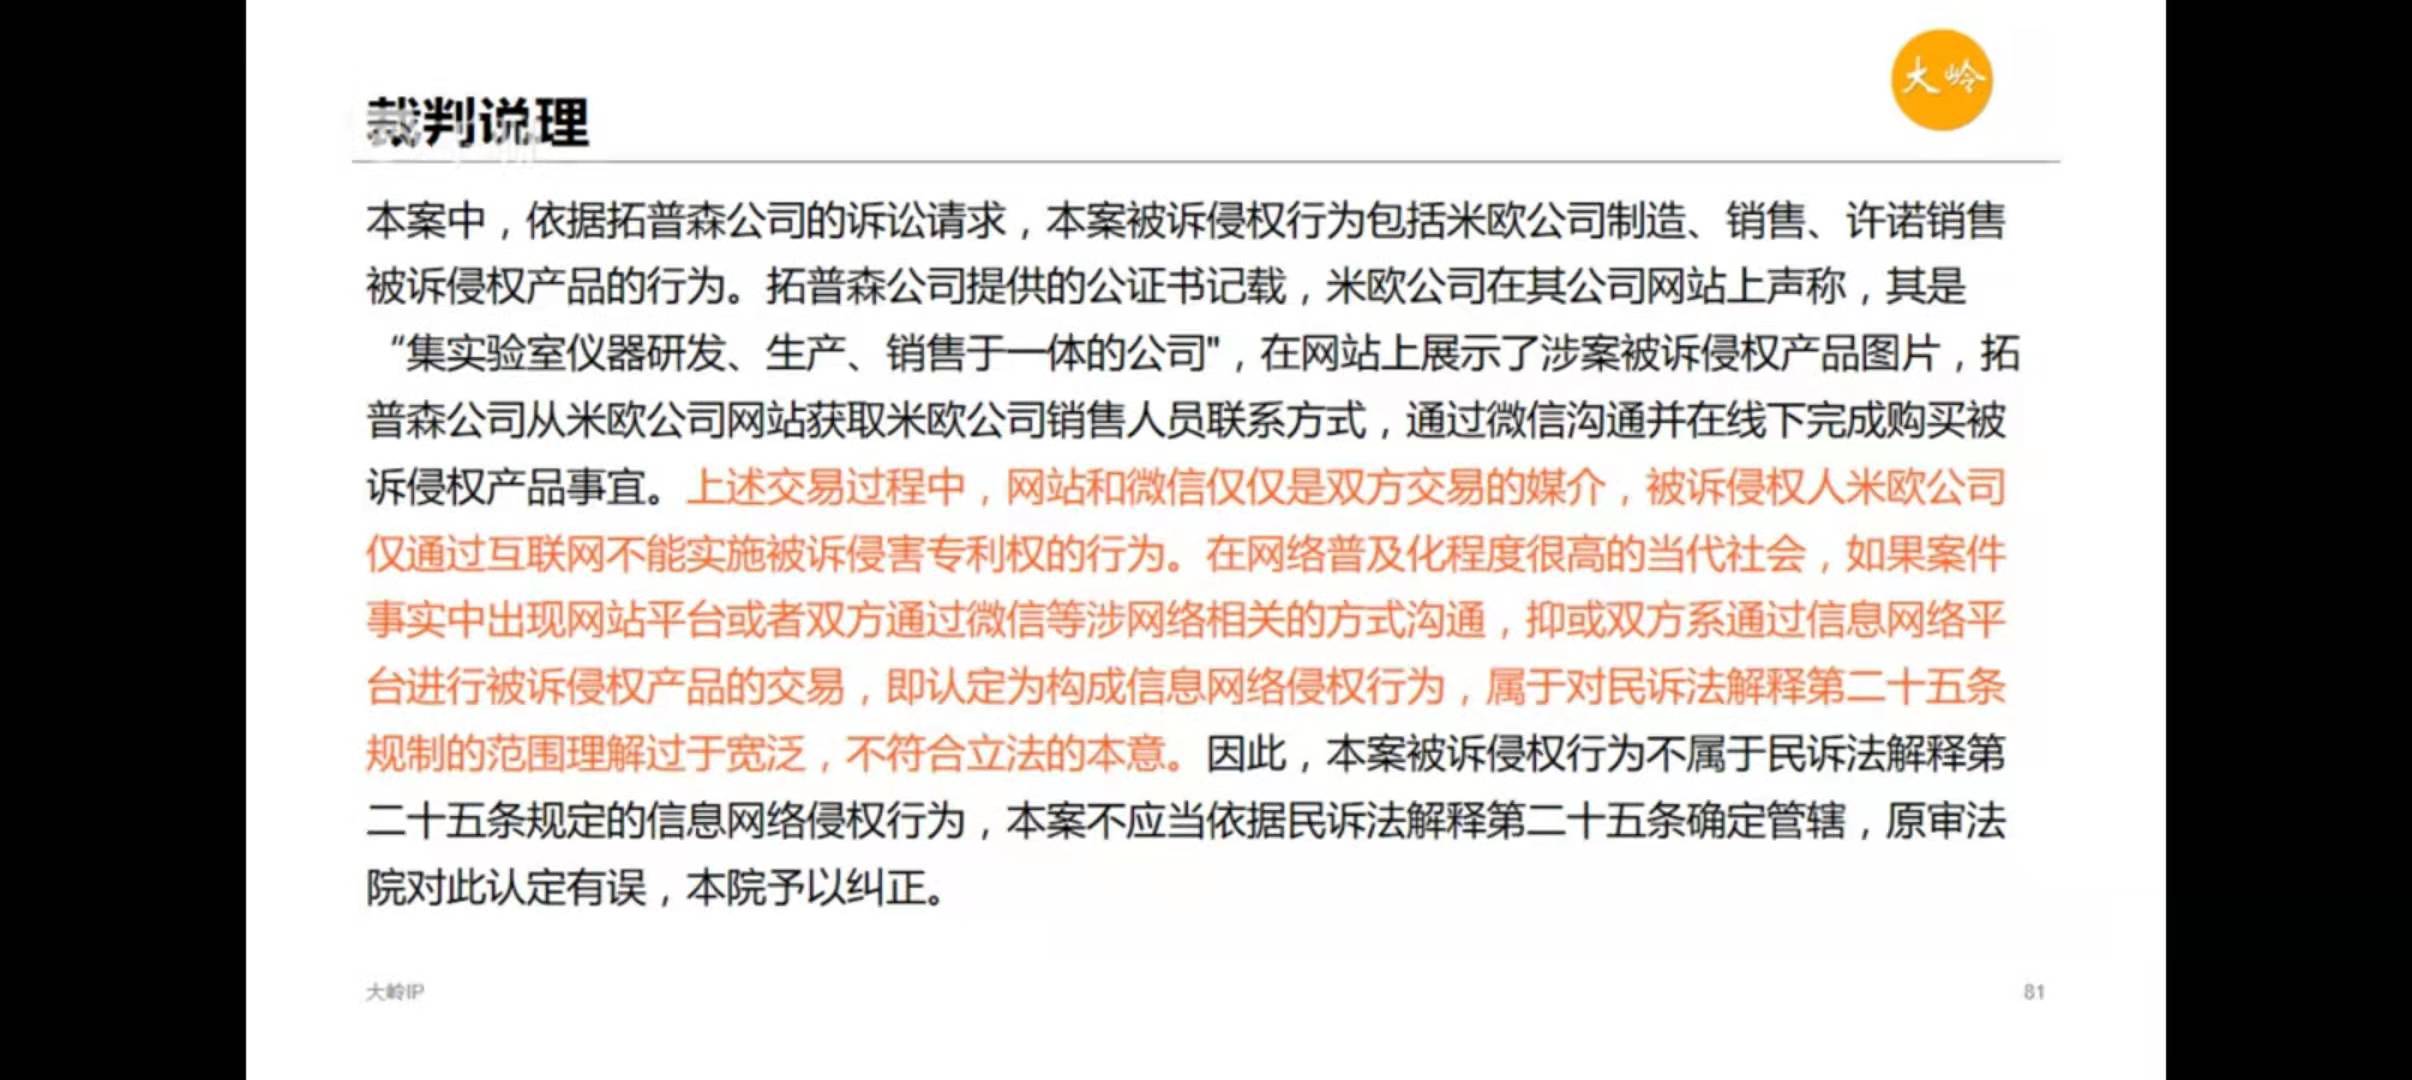 大岭
裁判说理
本案中，依据拓普森公司的诉讼请求，本案被诉侵权行为包括米欧公司制造、销售、许诺销售
被诉侵权产品的行为。拓普森公司提供的公证书记载，米欧公司在其公司网站上声称，其是
“集实验室仪器研发、生产、销售于一体的公司"，在网站上展示了涉案被诉侵权产品图片，拓
普森公司从米欧公司网站获取米欧公司销售人员联系方式，通过微信沟通并在线下完成购买被
诉侵权产品事宜。上述交易过程中，网站和微信仅仅是双方交易的媒介，被诉侵权人米欧公司
仅通过互联网不能实施被诉侵害专利权的行为。在网络普及化程度很高的当代社会，如果案件
事实中出现网站平台或者双方通过微信等涉网络相关的方式沟通，抑或双方系通过信息网络平
台进行被诉侵权产品的交易，即认定为构成信息网络侵权行为，属于对民诉法解释第二十五条
规制的范围理解过于宽泛，不符合立法的本意。因此，本案被诉侵权行为不属于民诉法解释第
二十五条规定的信息网络侵权行为，本案不应当依据民诉法解释第二十五条确定管辖，原审法
院对此认定有误，本院予以纠正。
大岭IP
81